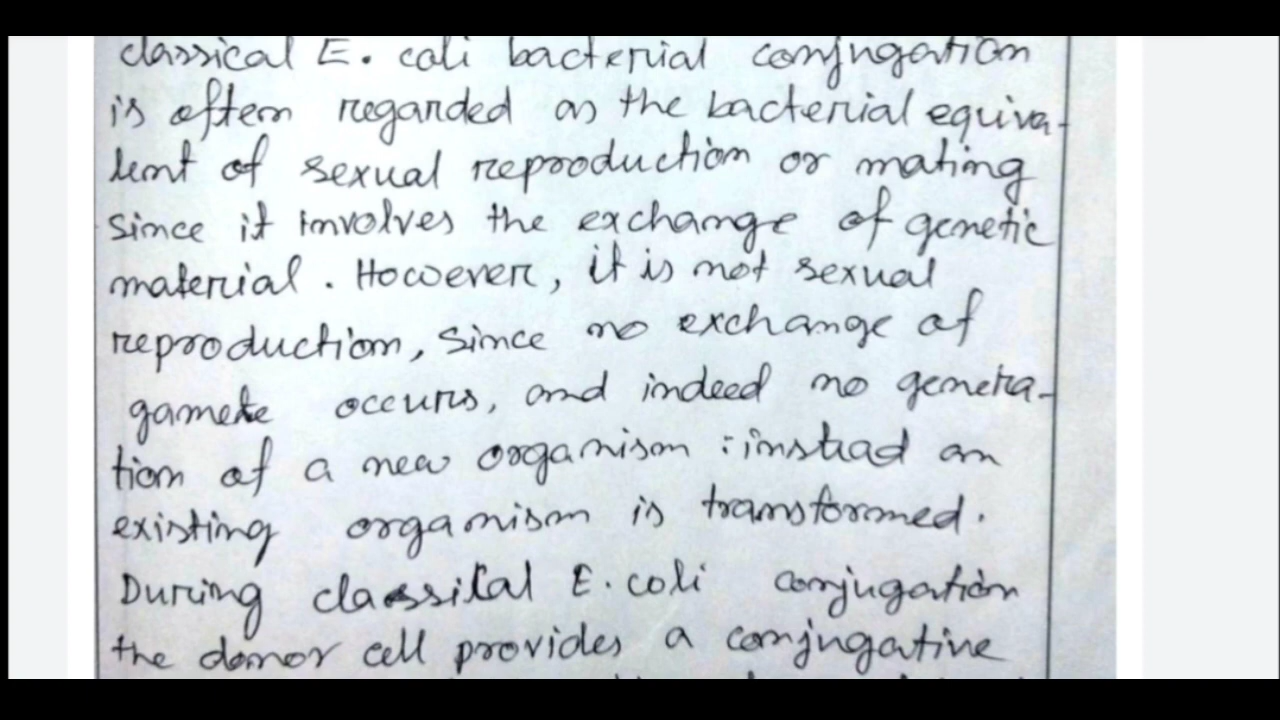 classical E. coli bacterial conjugation
is often regarded as the bacterial equiva-
lent of sexual reproduction or mating
since it involves the exchange of genetic
material. However, it is not sexual
reproduction, since no exchange of
gamete occurs, and indeed no genera-
tion of a new organism : instead an
existing organism is transformed.
During classical E. coli conjugation
the donor cell provides a conjugative